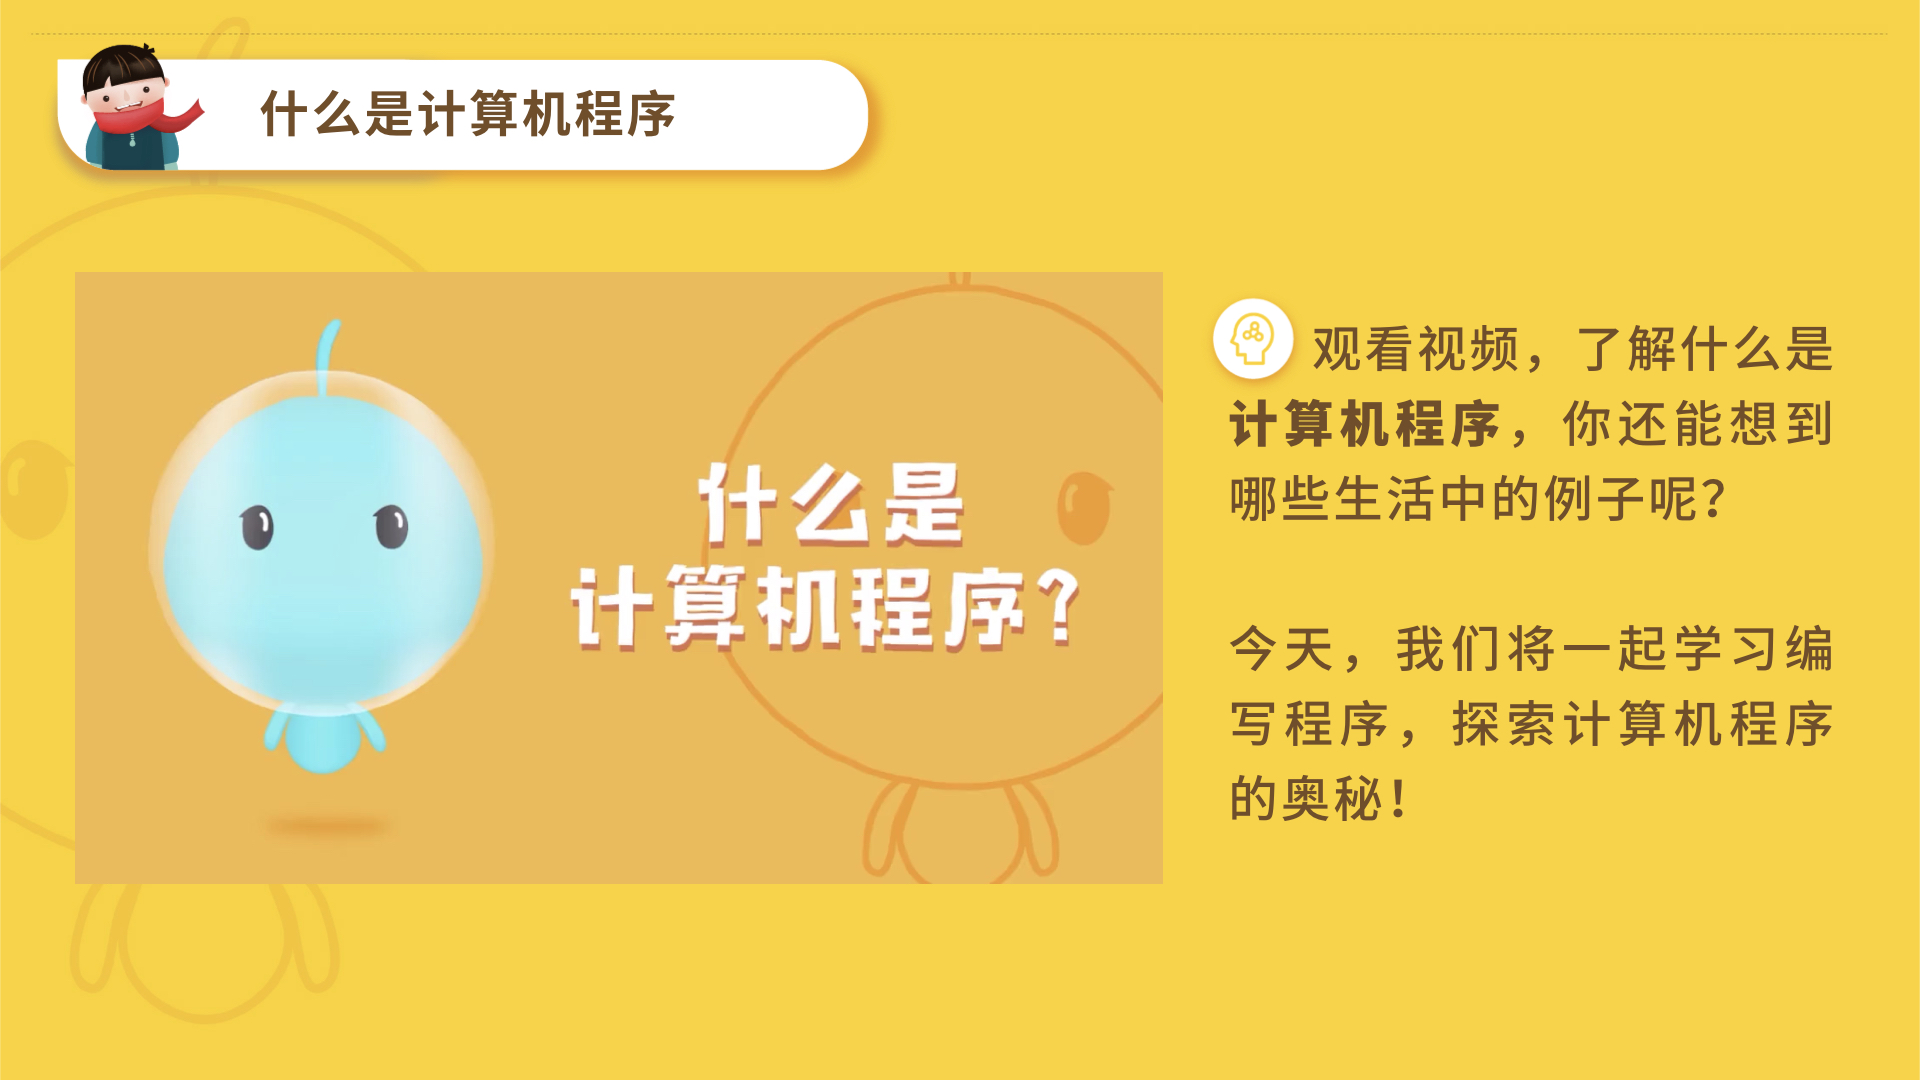 什么是计算机程序
什么是
计算机程序?
观看视频，了解什么是
计算机程序，你还能想到
哪些生活中的例子呢？
今天，我们将一起学习编
写程序，探索计算机程序
的奥秘！